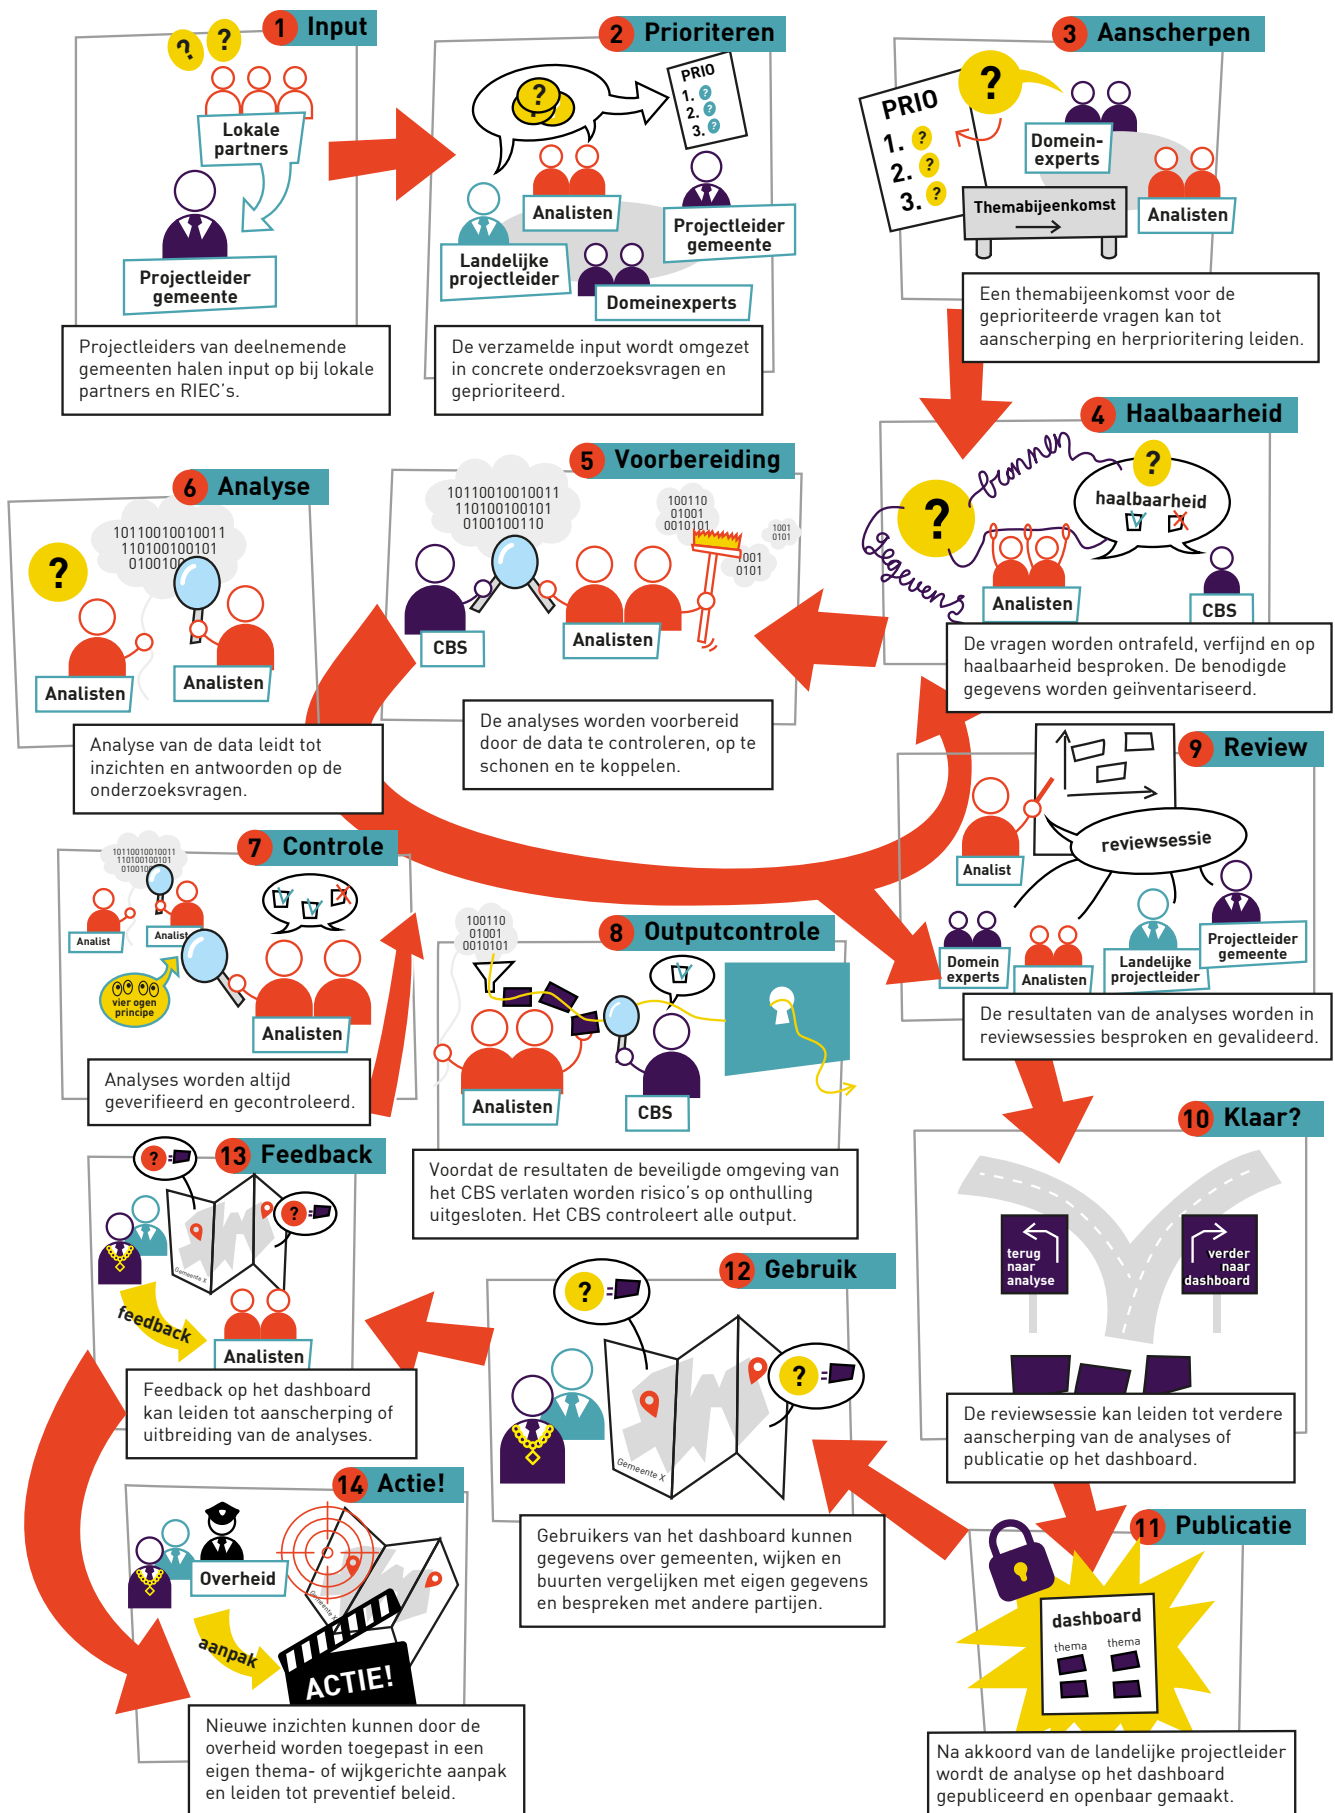 1 Input
? ?
Lokale
partners
Projectleider
gemeente
Projectleiders van deelnemende
gemeenten halen input op bij lokale
partners en RIEC's.
2 Prioriteren
?
PRIO
1. ?
2. ?
3. ?
Analisten
Projectleider
gemeente
Landelijke
projectleider
Domeinexperts
De verzamelde input wordt omgezet
in concrete onderzoeksvragen en
geprioriteerd.
3 Aanscherpen
?
PRIO
1. ?
2. ?
3. ?
Domein-
experts
Themabijeenkomst
Analisten
Een themabijeenkomst voor de
geprioriteerde vragen kan tot
aanscherping en herprioritering leiden.
4 Haalbaarheid
bronnen
?
haalbaarheid
?
gegevens
Analisten
CBS
De vragen worden ontrafeld, verfijnd en op
haalbaarheid besproken. De benodigde
gegevens worden geïnventariseerd.
5 Voorbereiding
10110010010011
110100100101
0100100110
100110
01001
0010101
1001
0101
1001
0101
CBS
Analisten
De analyses worden voorbereid
door de data te controleren, op te
schonen en te koppelen.
6 Analyse
10110010010011
110100100101
010010
?
Analisten
Analisten
Analyse van de data leidt tot
inzichten en antwoorden op de
onderzoeksvragen.
7 Controle
10110010010011
110100100101
010010
Analist
Analist
vier ogen
principe
Analisten
Analyses worden altijd
geverifieerd en gecontroleerd.
8 Outputcontrole
100110
01001
0010101
Analisten
CBS
Voordat de resultaten de beveiligde omgeving van
het CBS verlaten worden risico's op onthulling
uitgesloten. Het CBS controleert alle output.
9 Review
reviewsessie
Analist
Domein
experts
Analisten
Landelijke
projectleider
Projectleider
gemeente
De resultaten van de analyses worden in
reviewsessies besproken en gevalideerd.
10 Klaar?
terug
naar
analyse
verder
naar
dashboard
De reviewsessie kan leiden tot verdere
aanscherping van de analyses of
publicatie op het dashboard.
11 Publicatie
dashboard
thema thema
Na akkoord van de landelijke projectleider
wordt de analyse op het dashboard
gepubliceerd en openbaar gemaakt.
12 Gebruik
? =
? =
Gemeente X
Gebruikers van het dashboard kunnen
gegevens over gemeenten, wijken en
buurten vergelijken met eigen gegevens
en bespreken met andere partijen.
13 Feedback
? =
? =
Gemeente X
feedback
Analisten
Feedback op het dashboard
kan leiden tot aanscherping of
uitbreiding van de analyses.
14 Actie!
Overheid
Gemeente X
aanpak
ACTIE!
Nieuwe inzichten kunnen door de
overheid worden toegepast in een
eigen thema- of wijkgerichte aanpak
en leiden tot preventief beleid.